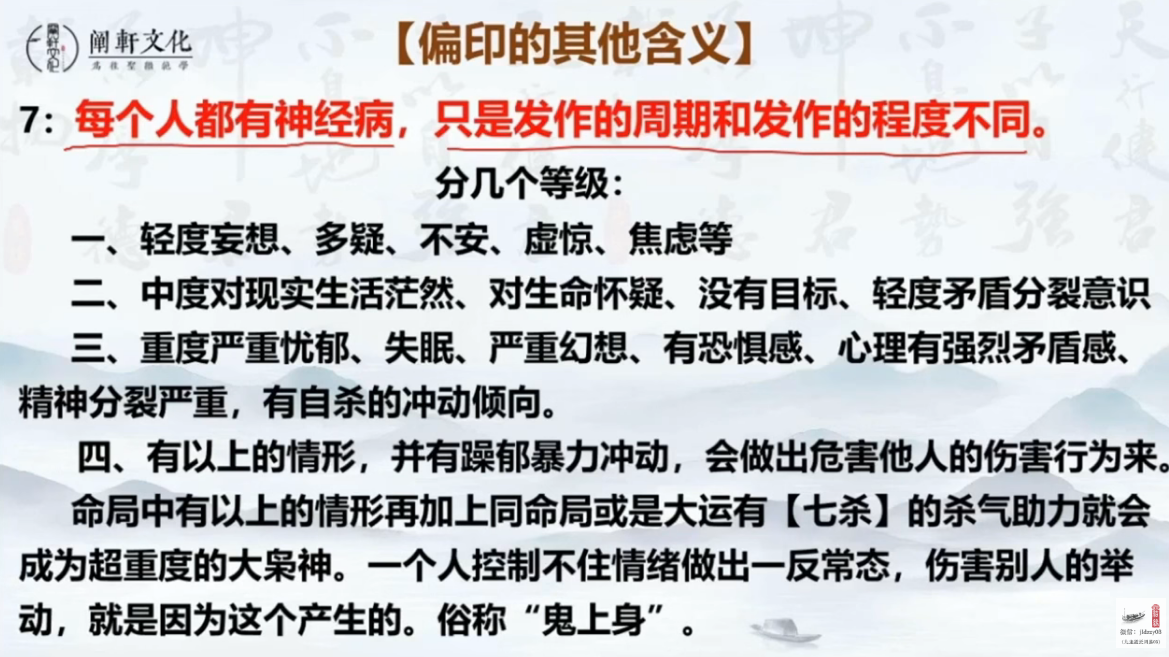 阐軒文化
【偏印的其他含义】
7：每个人都有神经病，只是发作的周期和发作的程度不同。
分几个等级：
一、轻度妄想、多疑、不安、虚惊、焦虑等
二、中度对现实生活茫然、对生命怀疑、没有目标、轻度矛盾分裂意识
三、重度严重忧郁、失眠、严重幻想、有恐惧感、心理有强烈矛盾感、
精神分裂严重，有自杀的冲动倾向。
四、有以上的情形，并有躁郁暴力冲动，会做出危害他人的伤害行为来。
命局中有以上的情形再加上同命局或是大运有【七杀】的杀气助力就会
成为超重度的大枭神。一个人控制不住情绪做出一反常态，伤害别人的举
动，就是因为这个产生的。俗称“鬼上身”。